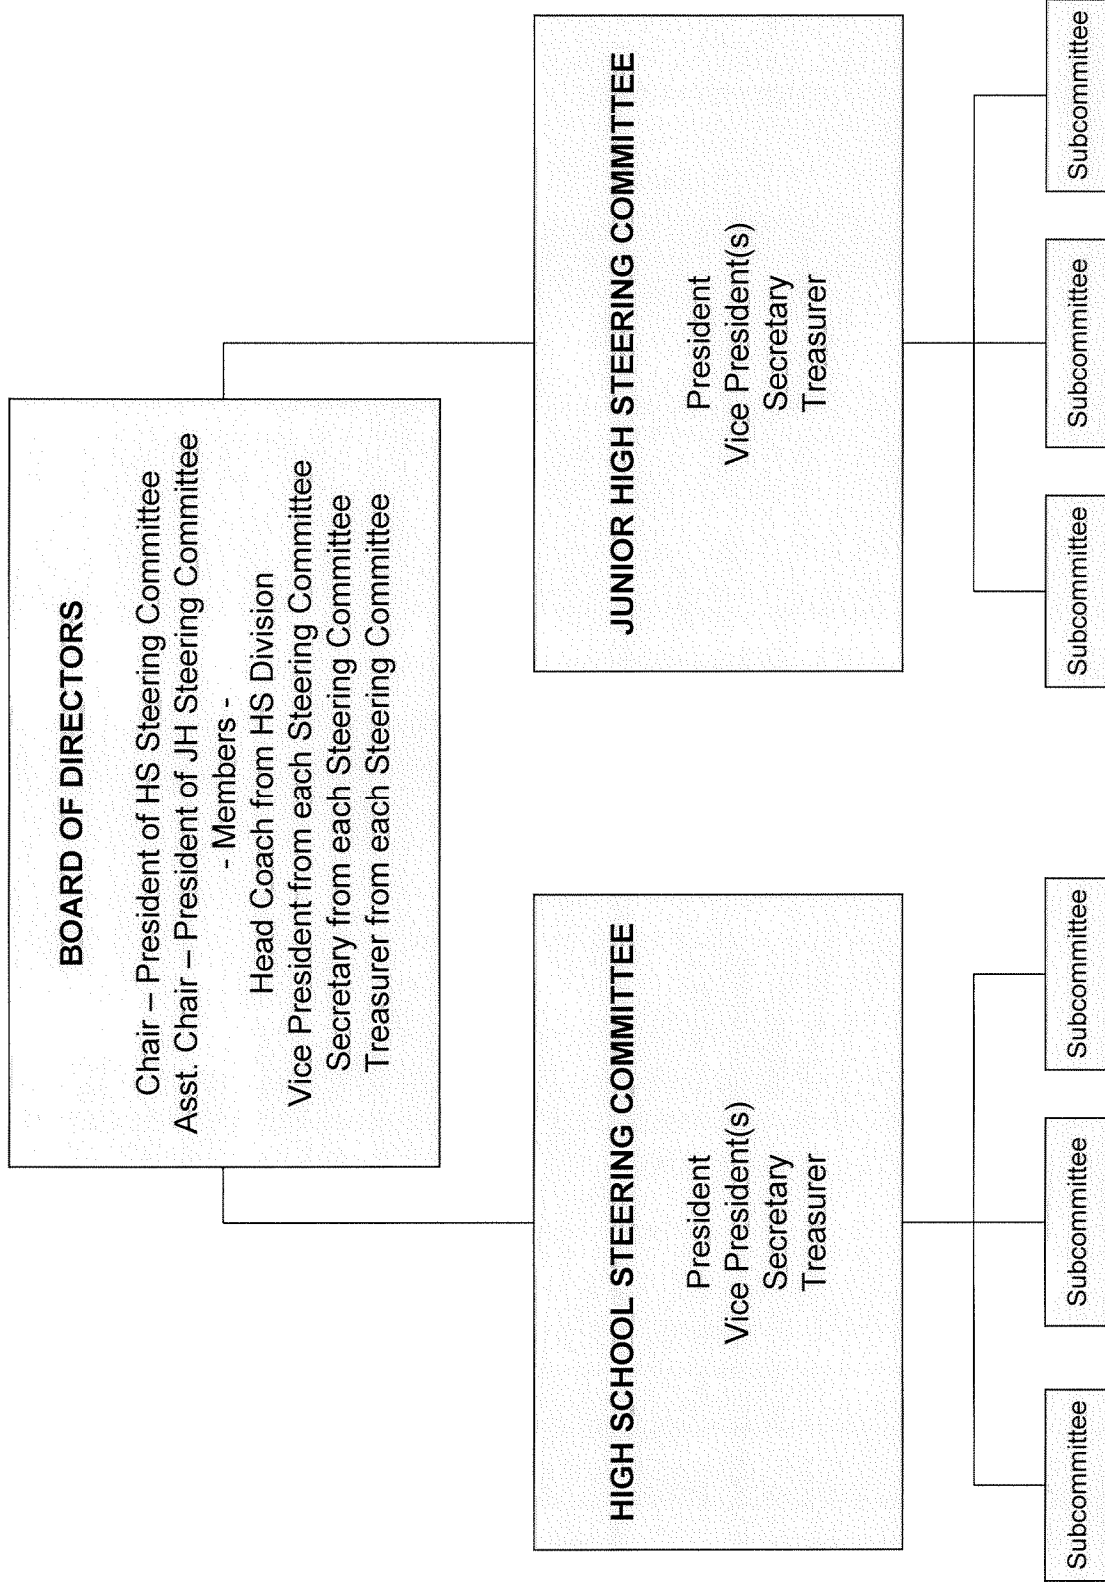 BOARD OF DIRECTORS
Chair – President of HS Steering Committee
Asst. Chair – President of JH Steering Committee
- Members -
Head Coach from HS Division
Vice President from each Steering Committee
Secretary from each Steering Committee
Treasurer from each Steering Committee
HIGH SCHOOL STEERING COMMITTEE
President
Vice President(s)
Secretary
Treasurer
JUNIOR HIGH STEERING COMMITTEE
President
Vice President(s)
Secretary
Treasurer
Subcommittee
Subcommittee
Subcommittee
Subcommittee
Subcommittee
Subcommittee